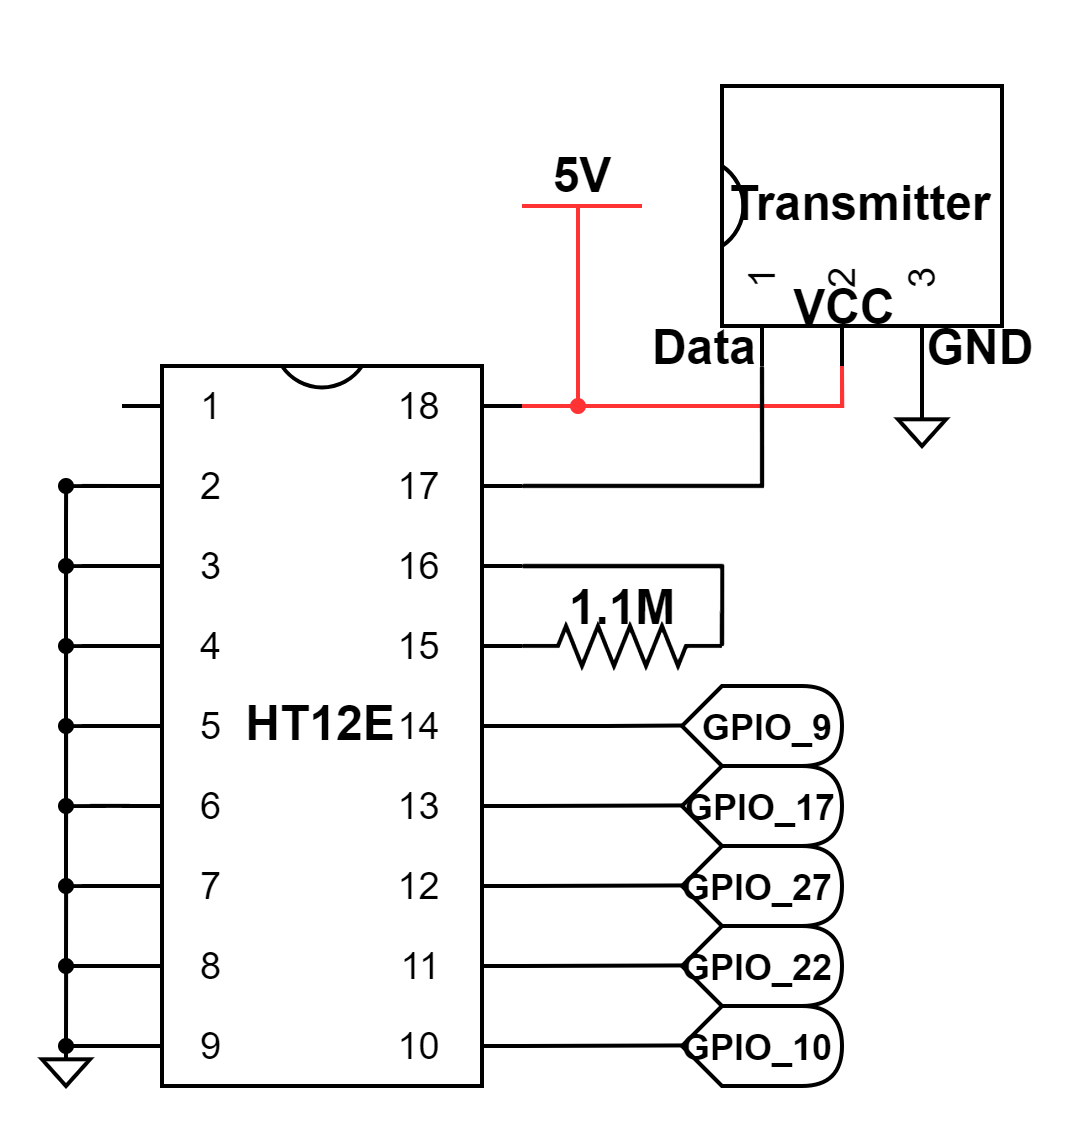 5V
Transmitter
1 2 3
VCC
Data GND
1 18
2 17
3 16
1.1M
4 15
5 HT12E 14 GPIO_9
6 13 GPIO_17
7 12 GPIO_27
8 11 GPIO_22
9 10 GPIO_10